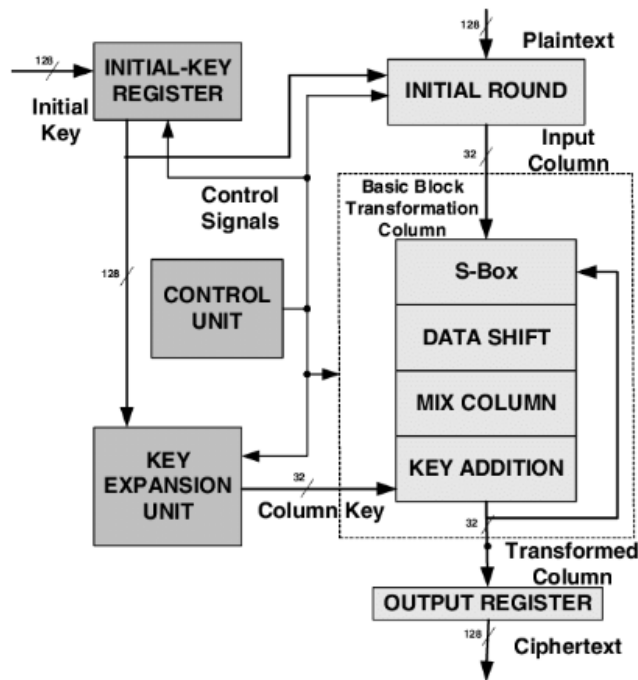 128
Plaintext
128
INITIAL-KEY
REGISTER
INITIAL ROUND
Initial
Key
Input
Column
32
Control
Signals
Basic Block
Transformation
Column
128
S-Box
CONTROL
UNIT
DATA SHIFT
MIX COLUMN
KEY
EXPANSION
UNIT
KEY ADDITION
32
Column Key
32
Transformed
Column
OUTPUT REGISTER
128
Ciphertext